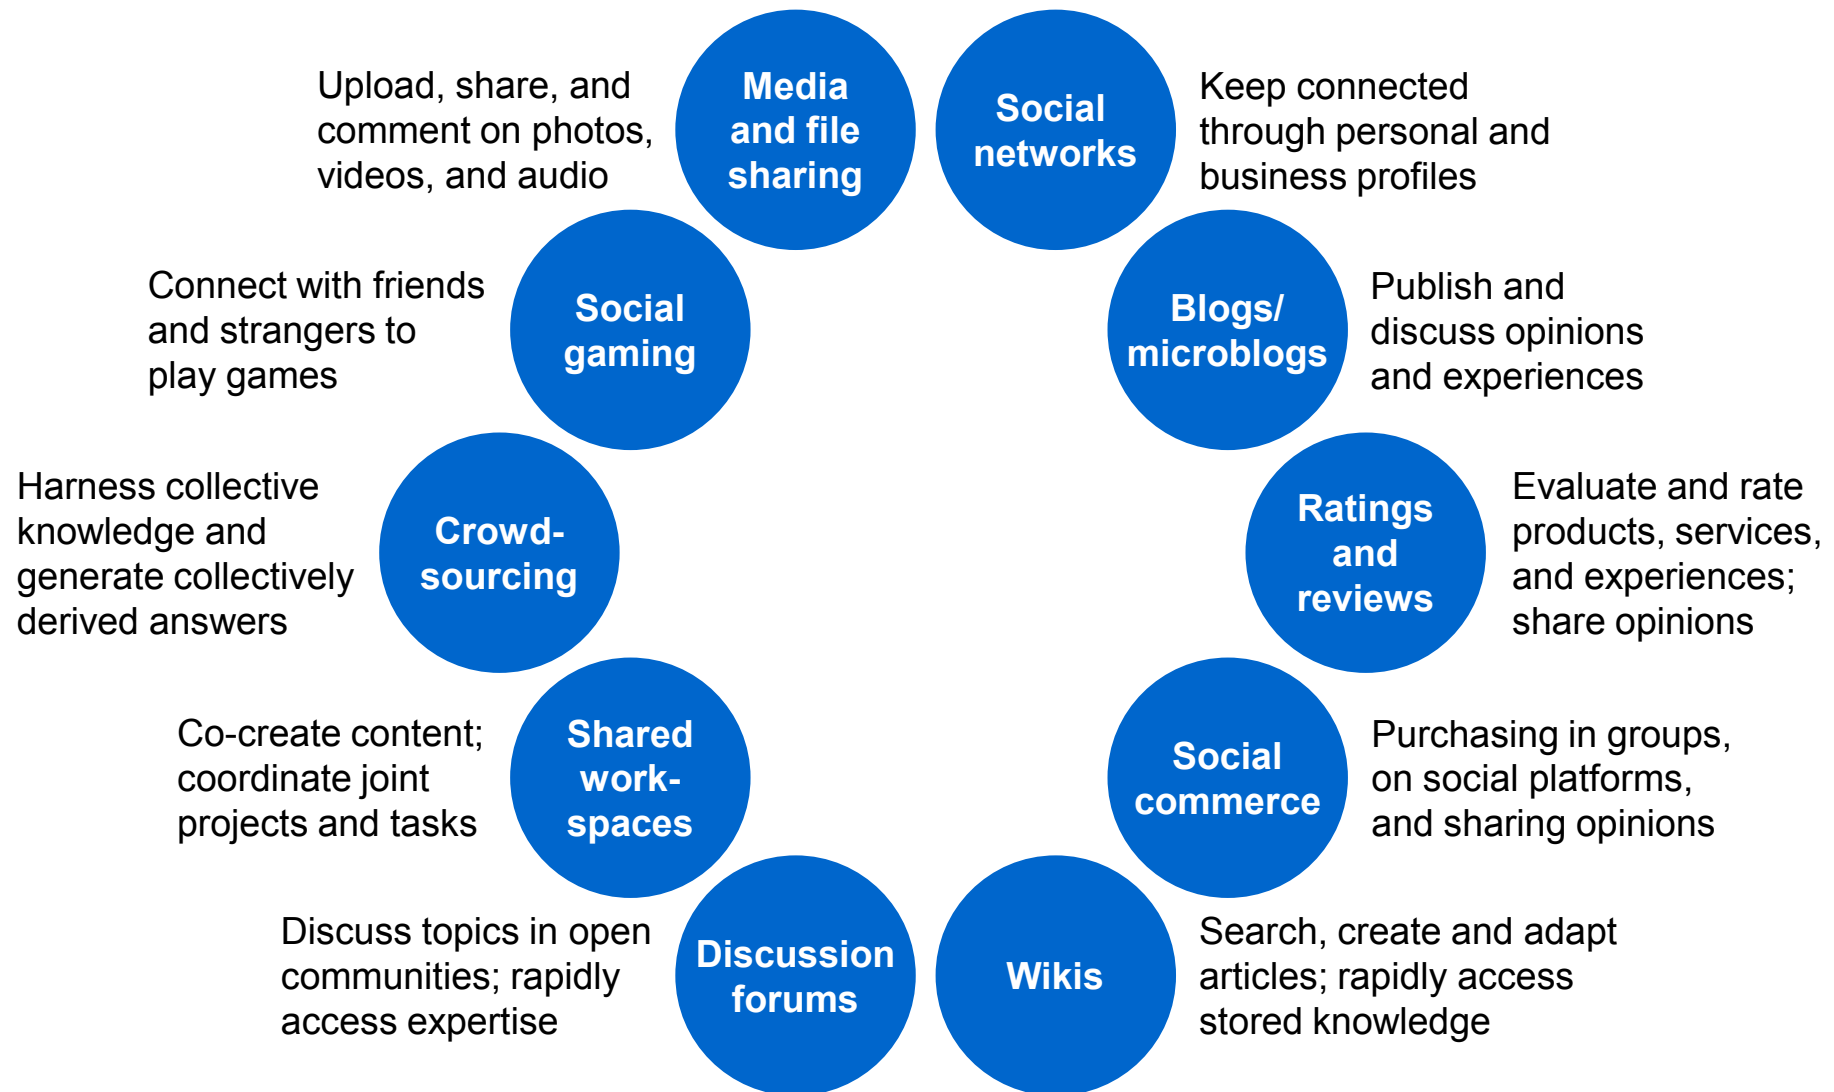 Upload, share, and
comment on photos,
videos, and audio
Media
and file
sharing
Social
networks
Keep connected
through personal and
business profiles
Connect with friends
and strangers to
play games
Social
gaming
Blogs/
microblogs
Publish and
discuss opinions
and experiences
Harness collective
knowledge and
generate collectively
derived answers
Crowd-
sourcing
Ratings
and
reviews
Evaluate and rate
products, services,
and experiences;
share opinions
Co-create content;
coordinate joint
projects and tasks
Shared
work-
spaces
Social
commerce
Purchasing in groups,
on social platforms,
and sharing opinions
Discuss topics in open
communities; rapidly
access expertise
Discussion
forums
Wikis
Search, create and adapt
articles; rapidly access
stored knowledge